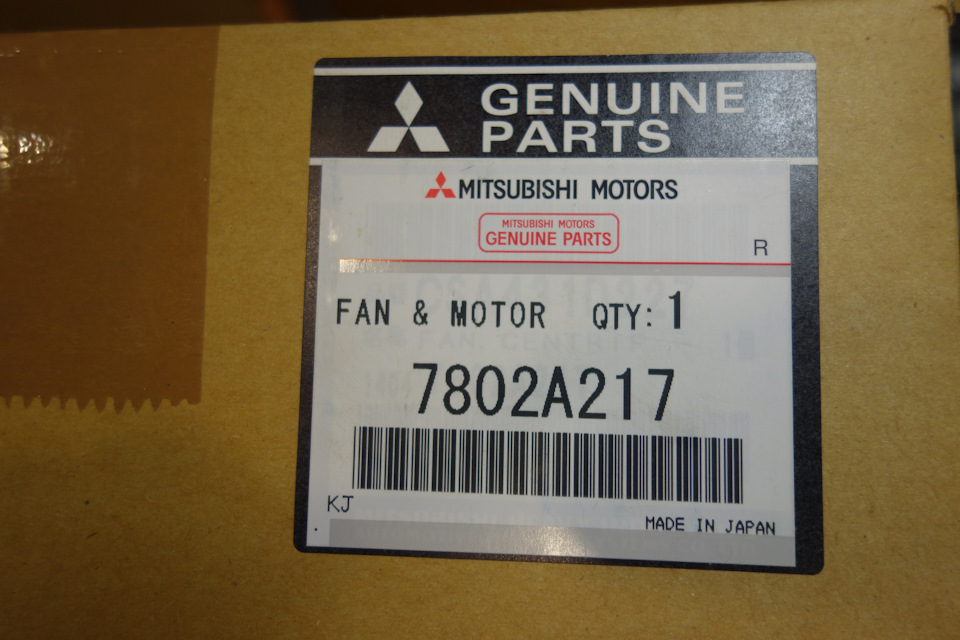 GENUINE
PARTS
MITSUBISHI MOTORS
MITSUBISHI MOTORS
GENUINE PARTS
R
FAN & MOTOR QTY: 1
7802A217
KJ
MADE IN JAPAN